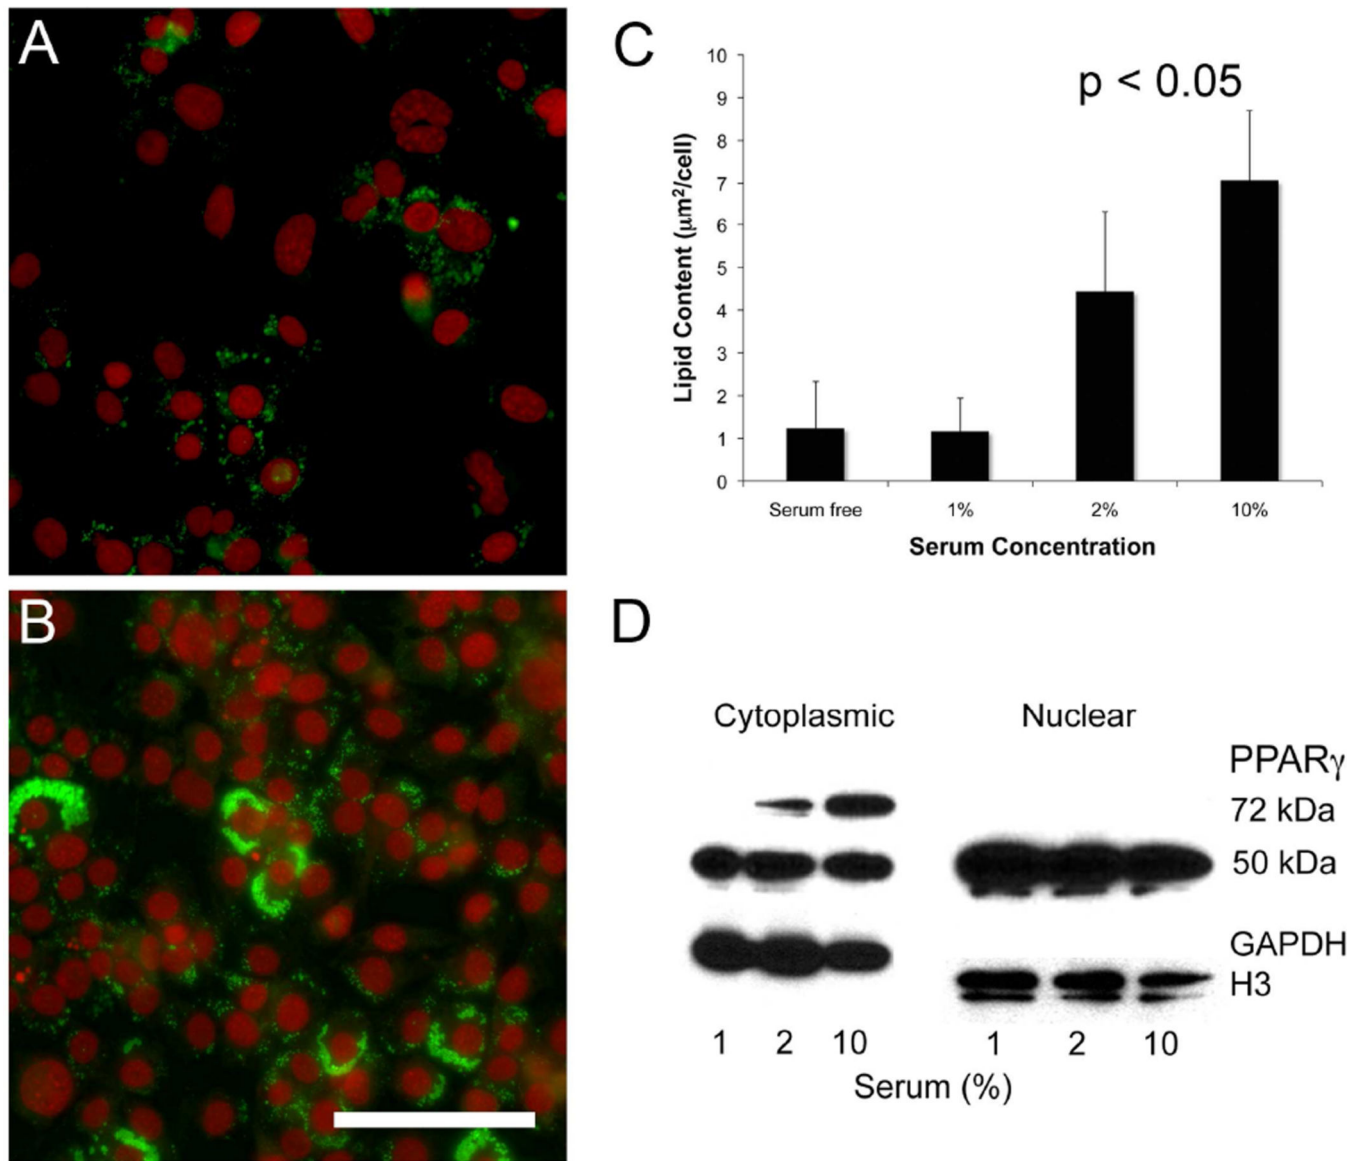 A
B
C
10
9
8
7
6
5
4
3
2
1
0
Lipid Content (μm²/cell)
p < 0.05
Serum free 1% 2% 10%
Serum Concentration
D
Cytoplasmic Nuclear
PPARγ
72 kDa
50 kDa
GAPDH
H3
1 2 10 1 2 10
Serum (%)